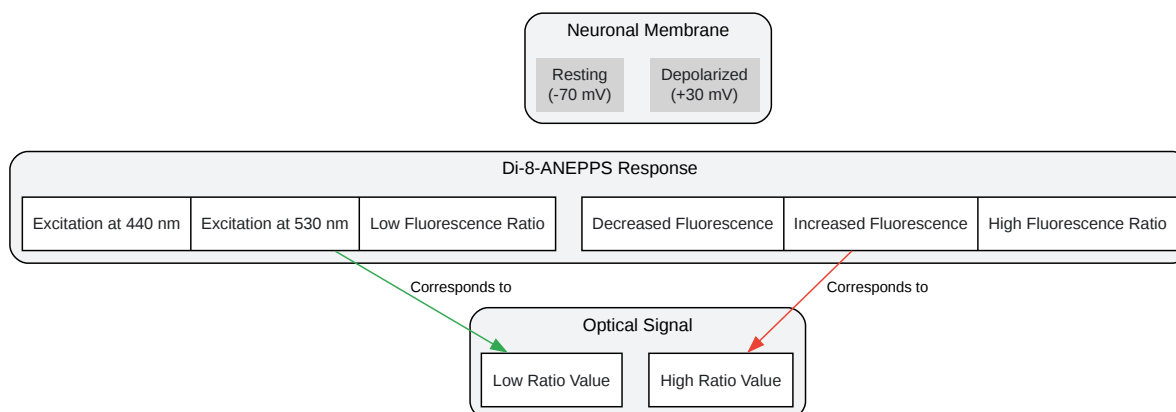 Neuronal Membrane
Resting
(-70 mV)
Depolarized
(+30 mV)
Di-8-ANEPPS Response
Excitation at 440 nm
Excitation at 530 nm
Low Fluorescence Ratio
Decreased Fluorescence
Increased Fluorescence
High Fluorescence Ratio
Corresponds to
Corresponds to
Optical Signal
Low Ratio Value
High Ratio Value